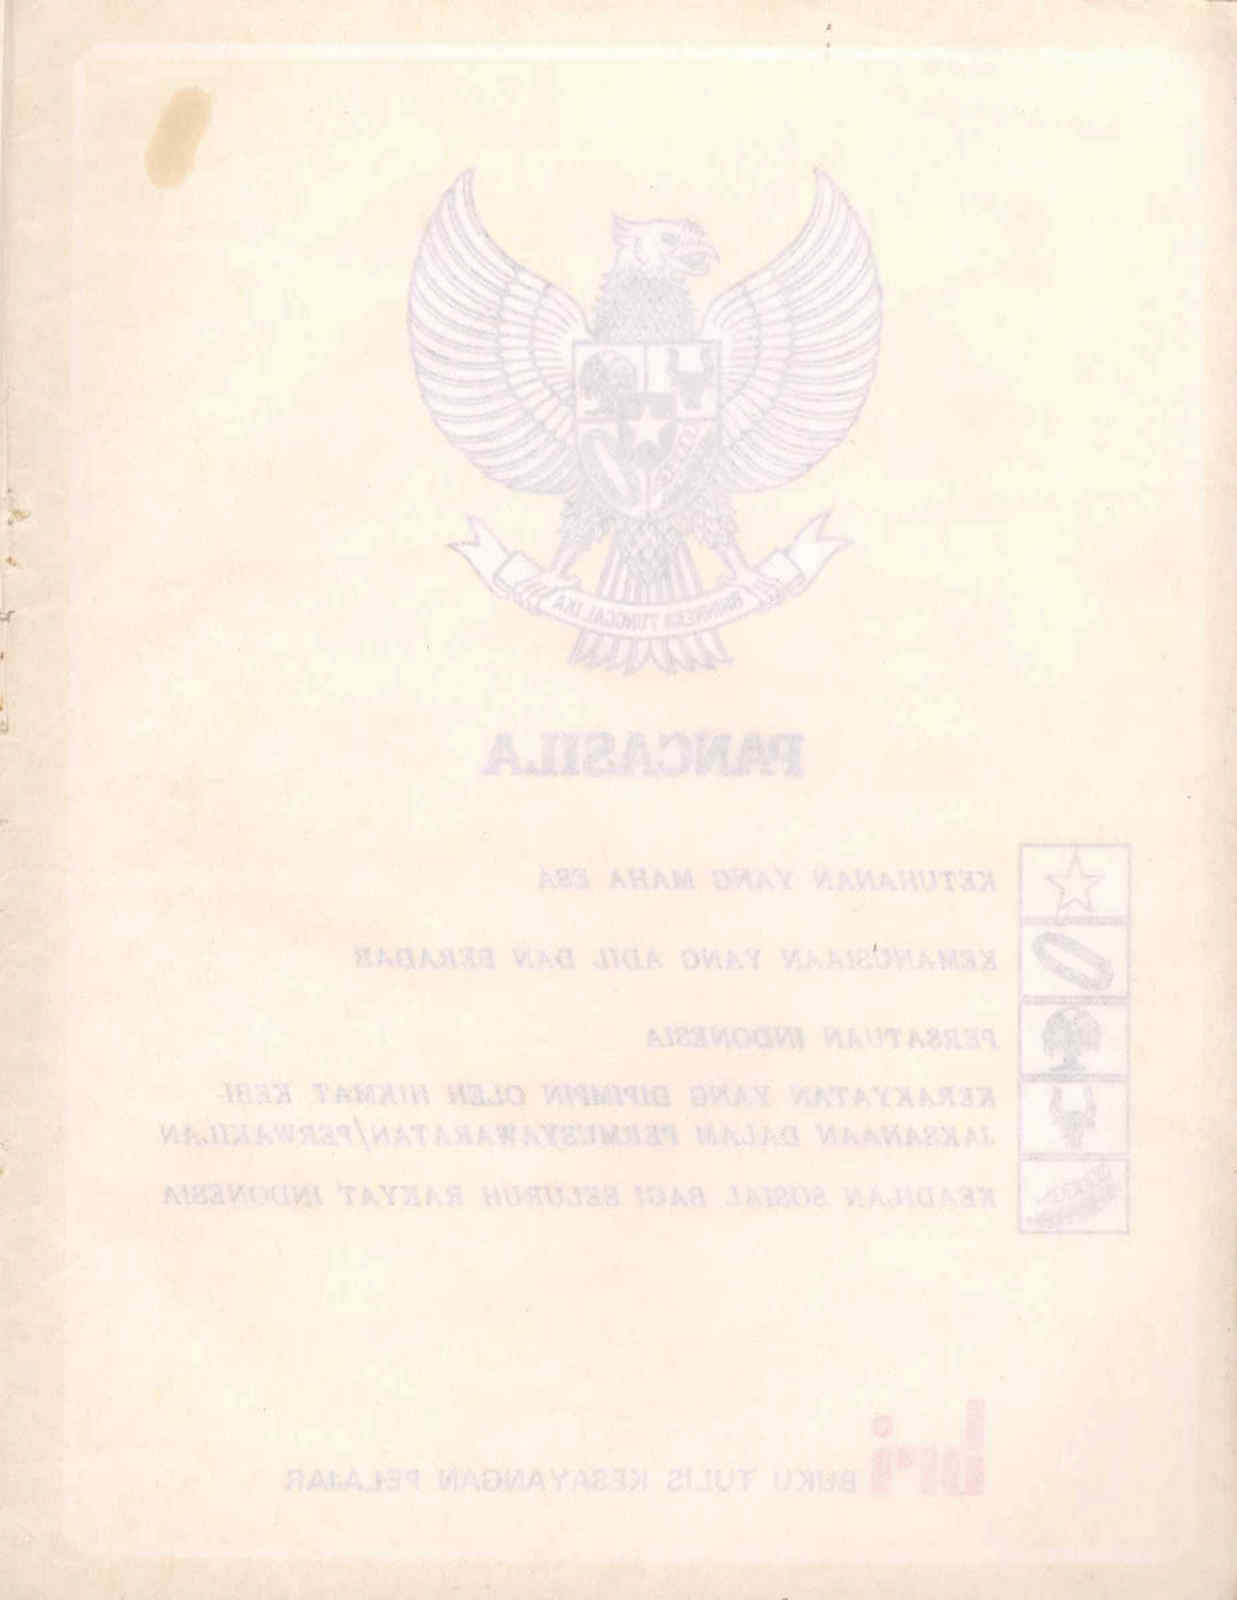 BHINNEKA TUNGGAL IKA
PANCASILA
KETUHANAN YANG MAHA ESA
KEMANUSIAAN YANG ADIL DAN BERADAB
PERSATUAN INDONESIA
KERAKYATAN YANG DIPIMPIN OLEH HIKMAT KEBI-
JAKSANAAN DALAM PERMUSYAWARATAN/PERWAKILAN
KEADILAN SOSIAL BAGI SELURUH RAKYAT INDONESIA
bri BUKU TULIS KESAYANGAN PELAJAR